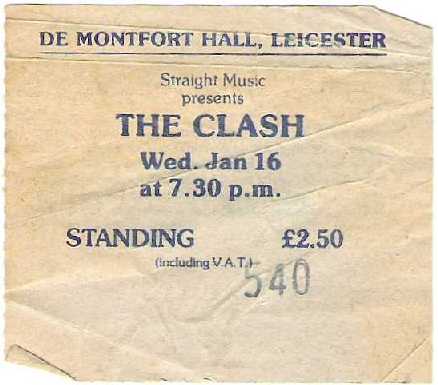 DE MONTFORT HALL, LEICESTER
Straight Music
presents
THE CLASH
Wed. Jan 16
at 7.30 p.m.
STANDING £2.50
(including V.A.T.)
540